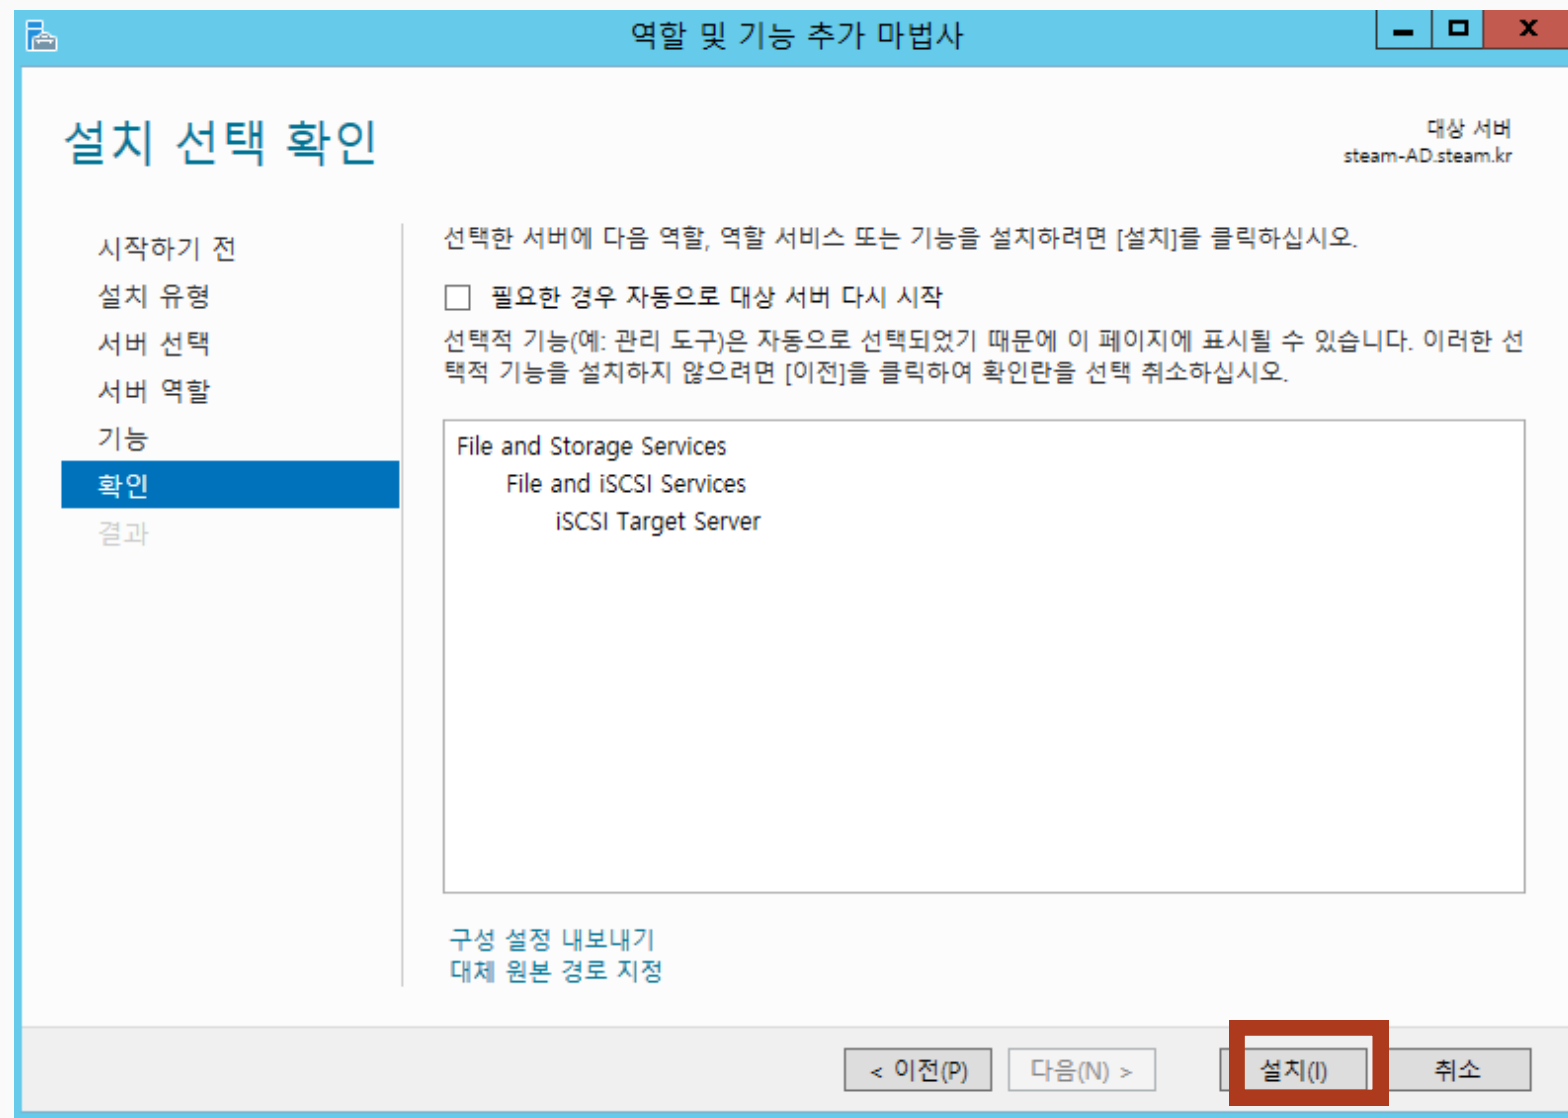 역할 및 기능 추가 마법사
설치 선택 확인
대상 서버
steam-AD.steam.kr
시작하기 전
설치 유형
서버 선택
서버 역할
기능
확인
결과
선택한 서버에 다음 역할, 역할 서비스 또는 기능을 설치하려면 [설치]를 클릭하십시오.
필요한 경우 자동으로 대상 서버 다시 시작
선택적 기능(예: 관리 도구)은 자동으로 선택되었기 때문에 이 페이지에 표시될 수 있습니다. 이러한 선
택적 기능을 설치하지 않으려면 [이전]을 클릭하여 확인란을 선택 취소하십시오.
File and Storage Services
File and iSCSI Services
iSCSI Target Server
구성 설정 내보내기
대체 원본 경로 지정
< 이전(P) 다음(N) > 설치(I) 취소